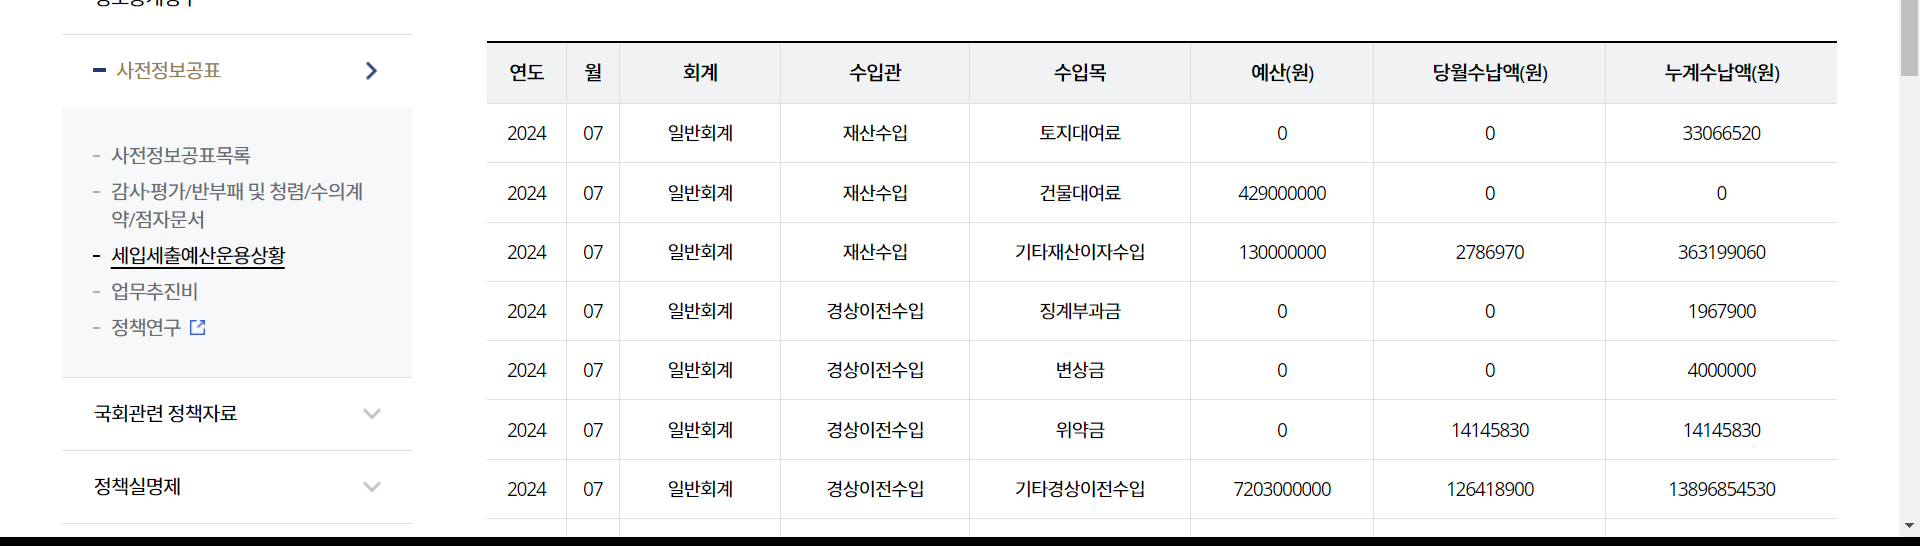 사전정보공표
사전정보공표목록
감사·평가/반부패 및 청렴/수의계
약/점자문서
세입세출예산운용상황
업무추진비
정책연구
국회관련 정책자료
정책실명제
연도 월 회계 수입관 수입목 예산(원) 당월수납액(원) 누계수납액(원)
2024 07 일반회계 재산수입 토지대여료 0 0 33066520
2024 07 일반회계 재산수입 건물대여료 429000000 0 0
2024 07 일반회계 재산수입 기타재산이자수입 130000000 2786970 363199060
2024 07 일반회계 경상이전수입 징계부과금 0 0 1967900
2024 07 일반회계 경상이전수입 변상금 0 0 4000000
2024 07 일반회계 경상이전수입 위약금 0 14145830 14145830
2024 07 일반회계 경상이전수입 기타경상이전수입 7203000000 126418900 13896854530